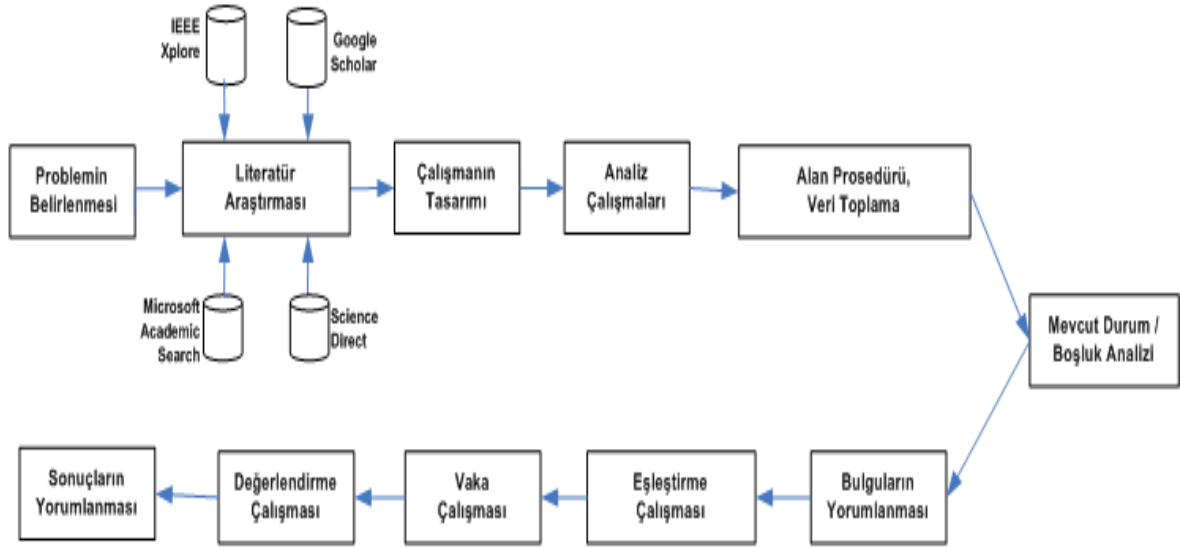 IEEE
Xplore
Google
Scholar
Problemin
Belirlenmesi
Literatür
Araştırması
Çalışmanın
Tasarımı
Analiz
Çalışmaları
Alan Prosedürü,
Veri Toplama
Microsoft
Academic
Search
Science
Direct
Mevcut Durum /
Boşluk Analizi
Sonuçların
Yorumlanması
Değerlendirme
Çalışması
Vaka
Çalışması
Eşleştirme
Çalışması
Bulguların
Yorumlanması